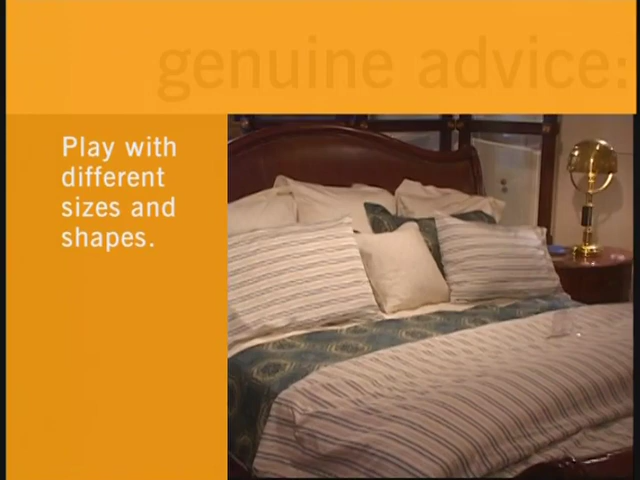 genuine advice:
Play with
different
sizes and
shapes.